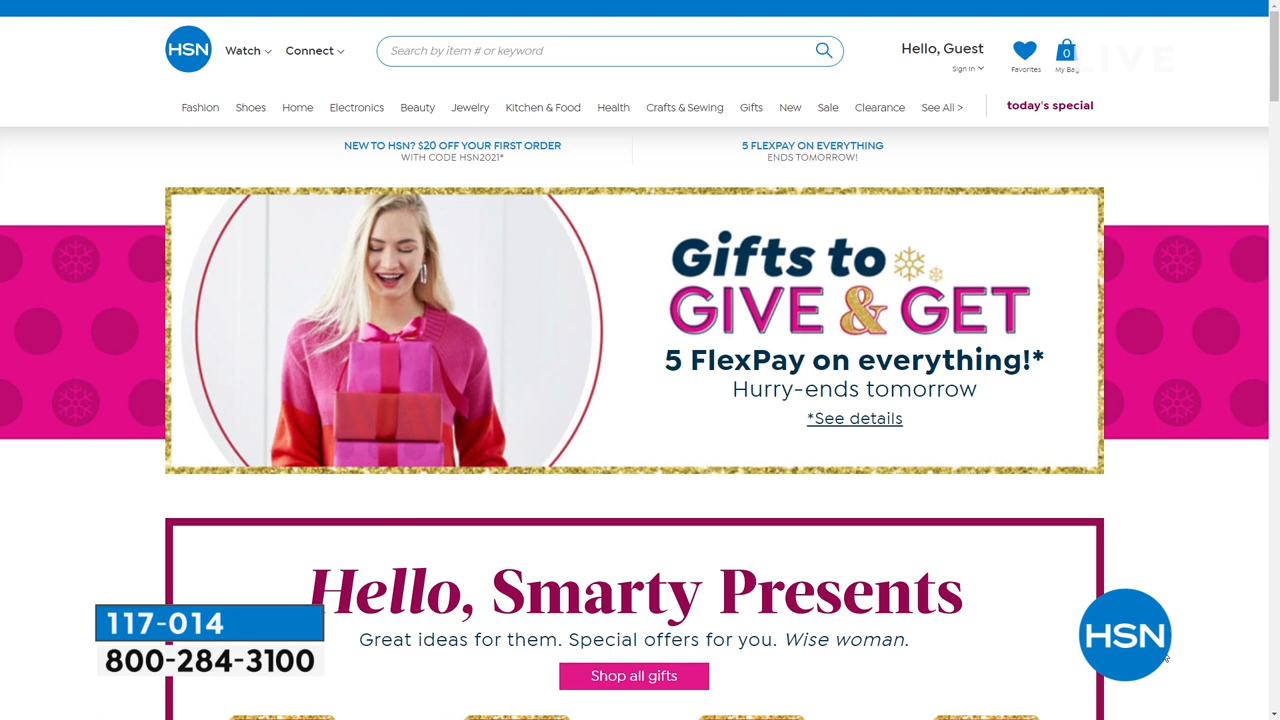 HSN
Watch
Connect
Search by item # or keyword
Hello, Guest
Sign In
Favorites
0
My Bag
LIVE
Fashion Shoes Home Electronics Beauty Jewelry Kitchen & Food Health Crafts & Sewing Gifts New Sale Clearance See All >
today's special
NEW TO HSN? $20 OFF YOUR FIRST ORDER
WITH CODE HSN2021*
5 FLEXPAY ON EVERYTHING
ENDS TOMORROW!
Gifts to
GIVE & GET
5 FlexPay on everything!*
Hurry-ends tomorrow
*See details
Hello, Smarty Presents
Great ideas for them. Special offers for you. Wise woman.
Shop all gifts
117-014
800-284-3100
HSN